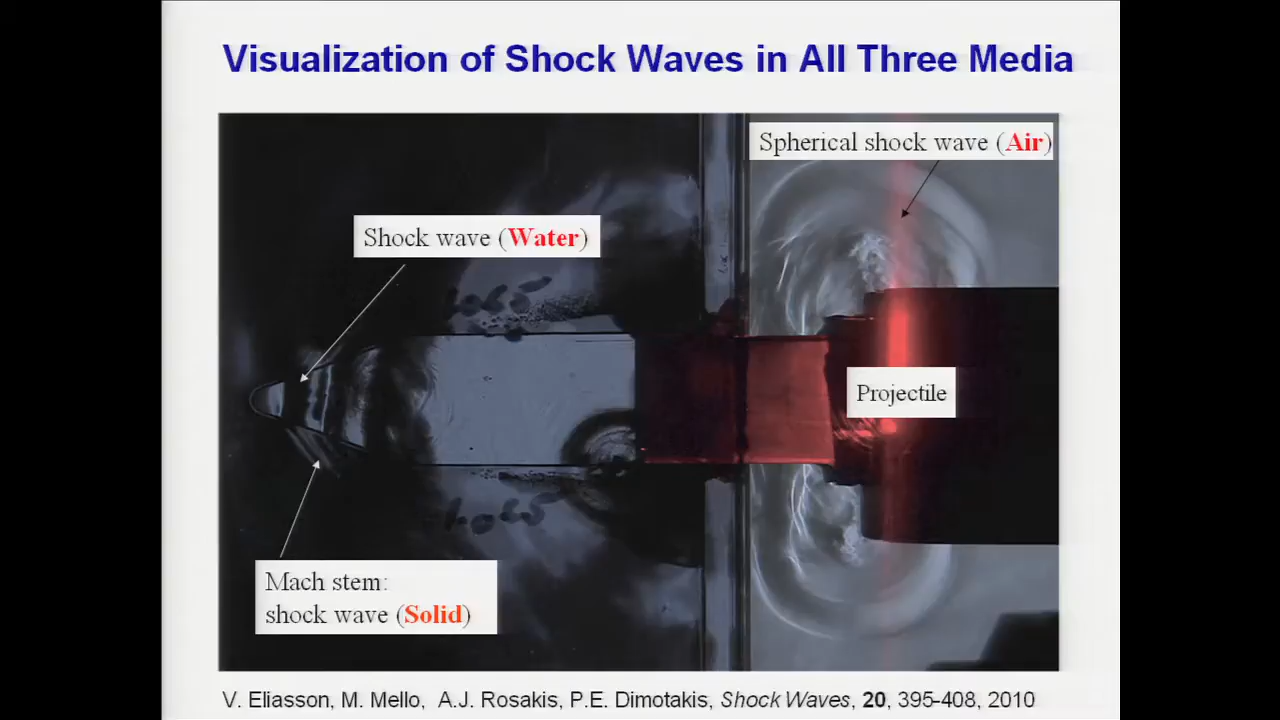 Visualization of Shock Waves in All Three Media
Spherical shock wave (Air)
Shock wave (Water)
Projectile
Mach stem:
shock wave (Solid)
V. Eliasson, M. Mello, A.J. Rosakis, P.E. Dimotakis, Shock Waves, 20, 395-408, 2010